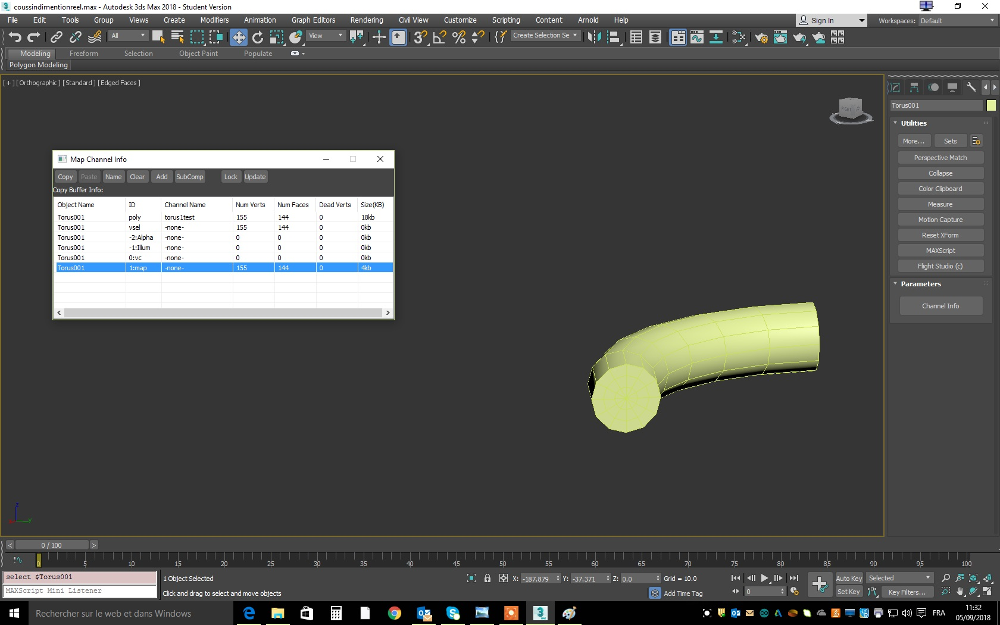 coussindimentionreel.max - Autodesk 3ds Max 2018 - Student Version
File Edit Tools Group Views Create Modifiers Animation Graph Editors Rendering Civil View Customize Scripting Content Arnold Help
Sign In Workspaces: Default
All View Create Selection Se
Modeling Freeform Selection Object Paint Populate
Polygon Modeling
[+] [Orthographic] [Standard] [Edged Faces]
RIGHT
Torus001
Utilities
More... Sets
Perspective Match
Collapse
Color Clipboard
Measure
Motion Capture
Reset XForm
MAXScript
Flight Studio (c)
Parameters
Channel Info
Map Channel Info
Copy Paste Name Clear Add SubComp Lock Update
Copy Buffer Info:
Object Name ID Channel Name Num Verts Num Faces Dead Verts Size(KB)
Torus001 poly torus1test 155 144 0 18kb
Torus001 vsel -none- 155 144 0 0kb
Torus001 -2:Alpha -none- 0 0 0 0kb
Torus001 -1:Illum -none- 0 0 0 0kb
Torus001 0:vc -none- 0 0 0 0kb
Torus001 1:map -none- 155 144 0 4kb
z
y
0 / 100
0 5 10 15 20 25 30 35 40 45 50 55 60 65 70 75 80 85 90 95 100
select $Torus001
MAXScript Mini Listener
1 Object Selected
Click and drag to select and move objects
X: -187.879 Y: -37.371 Z: 0.0 Grid = 10.0
Add Time Tag
0
Auto Key Selected
Set Key Key Filters...
Rechercher sur le web et dans Windows
FRA
11:32
05/09/2018